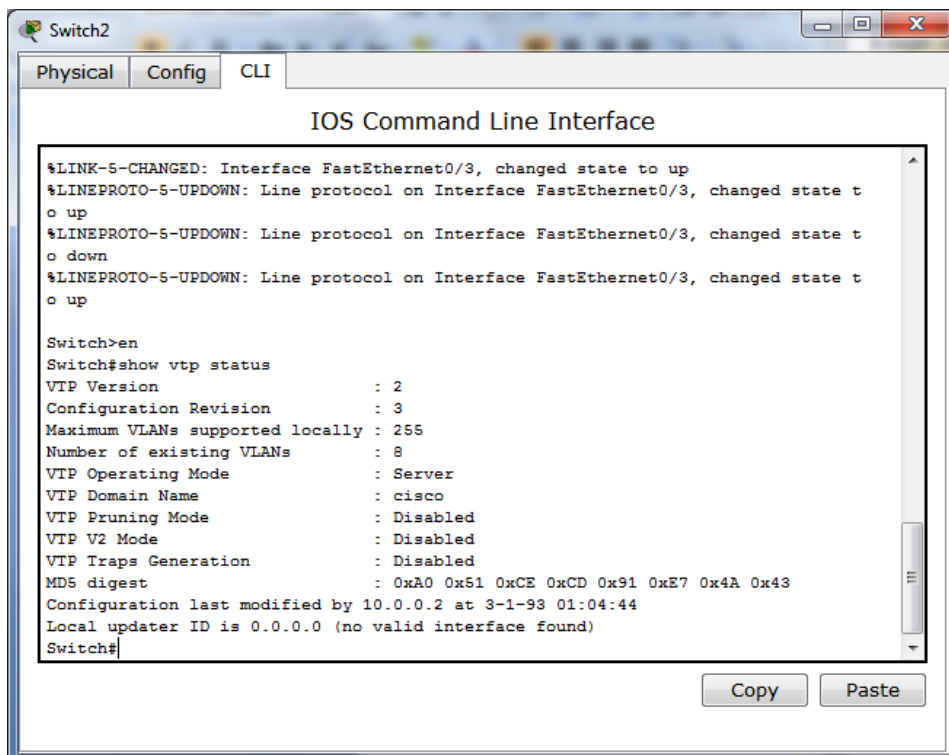 Switch2
Physical Config CLI
IOS Command Line Interface
%LINK-5-CHANGED: Interface FastEthernet0/3, changed state to up
%LINEPROTO-5-UPDOWN: Line protocol on Interface FastEthernet0/3, changed state t
o up
%LINEPROTO-5-UPDOWN: Line protocol on Interface FastEthernet0/3, changed state t
o down
%LINEPROTO-5-UPDOWN: Line protocol on Interface FastEthernet0/3, changed state t
o up
Switch>en
Switch#show vtp status
VTP Version : 2
Configuration Revision : 3
Maximum VLANs supported locally : 255
Number of existing VLANs : 8
VTP Operating Mode : Server
VTP Domain Name : cisco
VTP Pruning Mode : Disabled
VTP V2 Mode : Disabled
VTP Traps Generation : Disabled
MD5 digest : 0xA0 0x51 0xCE 0xCD 0x91 0xE7 0x4A 0x43
Configuration last modified by 10.0.0.2 at 3-1-93 01:04:44
Local updater ID is 0.0.0.0 (no valid interface found)
Switch#
Copy Paste